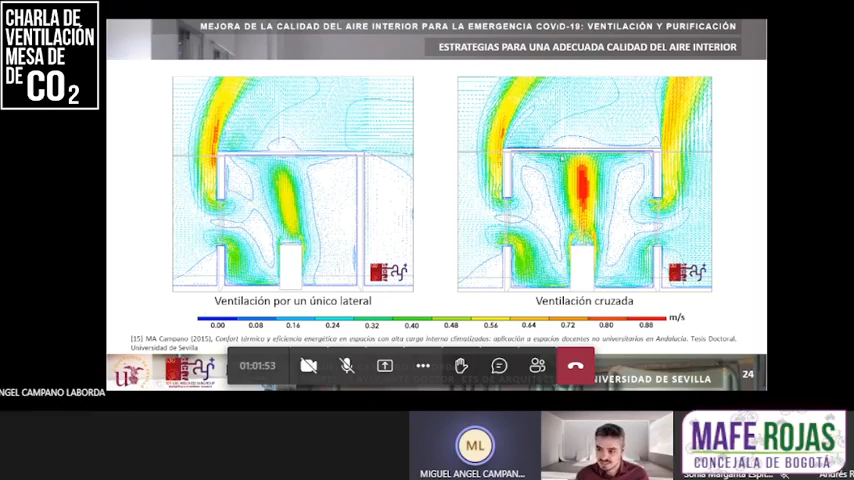 CHARLA DE
VENTILACIÓN
MESA DE
DE CO2
MEJORA DE LA CALIDAD DEL AIRE INTERIOR PARA LA EMERGENCIA COVID-19: VENTILACIÓN Y PURIFICACIÓN
ESTRATEGIAS PARA UNA ADECUADA CALIDAD DEL AIRE INTERIOR
Ventilación por un único lateral
Ventilación cruzada
0.00 0.08 0.16 0.24 0.32 0.40 0.48 0.56 0.64 0.72 0.80 0.88 m/s
[15] MA Campano (2015), Confort térmico y eficiencia energética en espacios con alta carga interna climatizados: aplicación a espacios docentes no universitarios en Andalucía. Tesis Doctoral.
Universidad de Sevilla
01:01:53
NIVERSIDAD DE SEVILLA
24
NGEL CAMPANO LABORDA
ML
MIGUEL ANGEL CAMPAN...
MAFE ROJAS
CONCEJALA DE BOGOTÁ